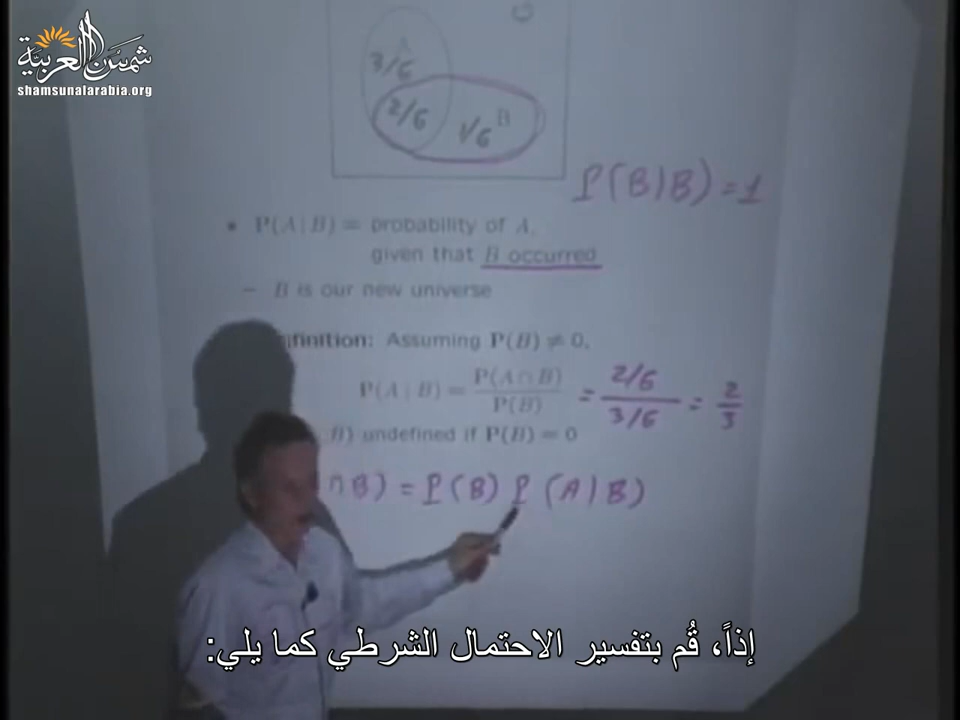 شمس العربية
shamsunalarabia.org
A
3/6
2/6
1/6 B
P(B|B) = 1
• P(A | B) = probability of A,
given that B occurred
– B is our new universe
finition: Assuming P(B) ≠ 0,
P(A | B) = P(A ∩ B) / P(B) = 2/6 / 3/6 = 2/3
B) undefined if P(B) = 0
∩ B) = P(B) P(A|B)
إذاً، قُم بتفسير الاحتمال الشرطي كما يلي: